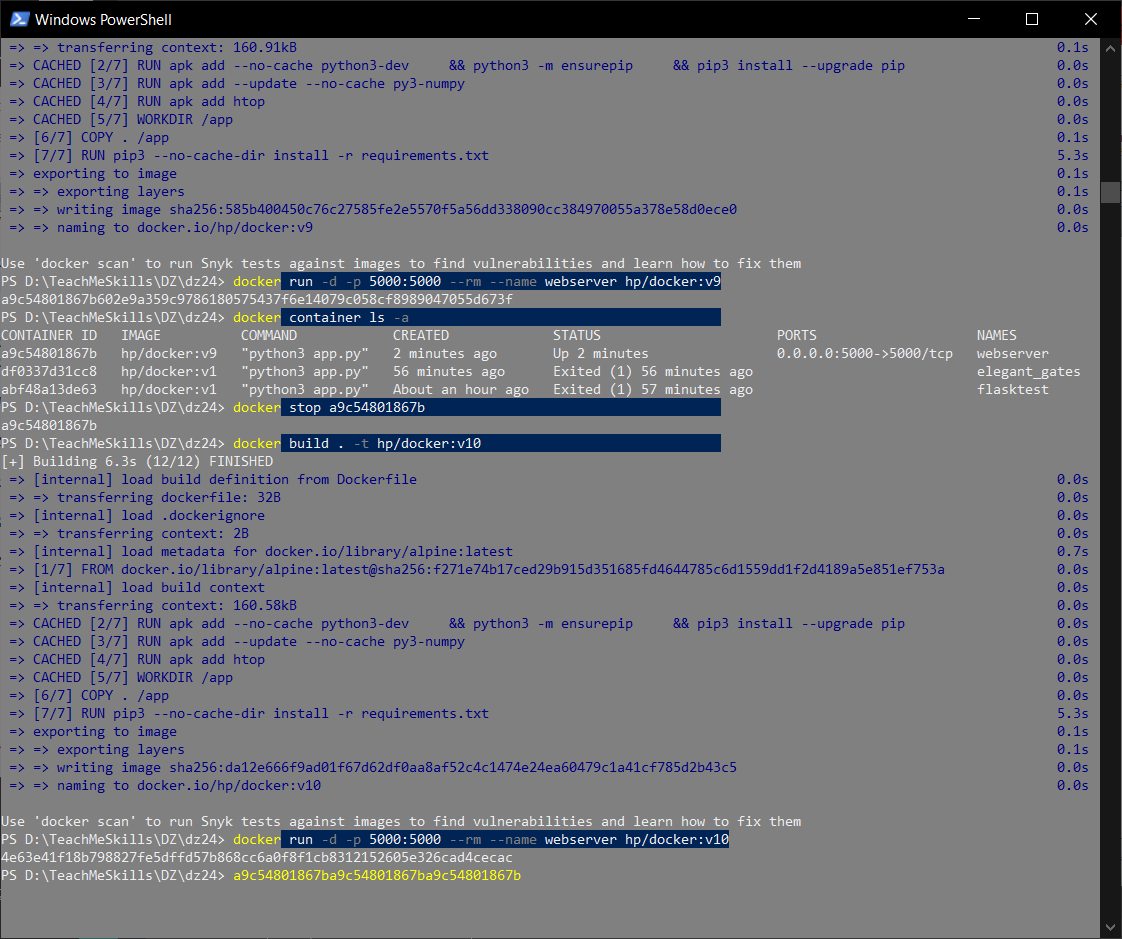 Windows PowerShell
=> => transferring context: 160.91kB 0.1s
=> CACHED [2/7] RUN apk add --no-cache python3-dev     && python3 -m ensurepip     && pip3 install --upgrade pip 0.0s
=> CACHED [3/7] RUN apk add --update --no-cache py3-numpy 0.0s
=> CACHED [4/7] RUN apk add htop 0.0s
=> CACHED [5/7] WORKDIR /app 0.0s
=> [6/7] COPY . /app 0.1s
=> [7/7] RUN pip3 --no-cache-dir install -r requirements.txt 5.3s
=> exporting to image 0.1s
=> => exporting layers 0.1s
=> => writing image sha256:585b400450c76c27585fe2e5570f5a56dd338090cc384970055a378e58d0ece0 0.0s
=> => naming to docker.io/hp/docker:v9 0.0s
Use 'docker scan' to run Snyk tests against images to find vulnerabilities and learn how to fix them
PS D:\TeachMeSkills\DZ\dz24> docker run -d -p 5000:5000 --rm --name webserver hp/docker:v9
a9c54801867b602e9a359c9786180575437f6e14079c058cf8989047055d673f
PS D:\TeachMeSkills\DZ\dz24> docker container ls -a
CONTAINER ID   IMAGE          COMMAND            CREATED             STATUS                      PORTS                    NAMES
a9c54801867b   hp/docker:v9   "python3 app.py"   2 minutes ago       Up 2 minutes                0.0.0.0:5000->5000/tcp   webserver
df0337d31cc8   hp/docker:v1   "python3 app.py"   56 minutes ago      Exited (1) 56 minutes ago                            elegant_gates
abf48a13de63   hp/docker:v1   "python3 app.py"   About an hour ago   Exited (1) 57 minutes ago                            flasktest
PS D:\TeachMeSkills\DZ\dz24> docker stop a9c54801867b
a9c54801867b
PS D:\TeachMeSkills\DZ\dz24> docker build . -t hp/docker:v10
[+] Building 6.3s (12/12) FINISHED
=> [internal] load build definition from Dockerfile 0.0s
=> => transferring dockerfile: 32B 0.0s
=> [internal] load .dockerignore 0.0s
=> => transferring context: 2B 0.0s
=> [internal] load metadata for docker.io/library/alpine:latest 0.7s
=> [1/7] FROM docker.io/library/alpine:latest@sha256:f271e74b17ced29b915d351685fd4644785c6d1559dd1f2d4189a5e851ef753a 0.0s
=> [internal] load build context 0.0s
=> => transferring context: 160.58kB 0.0s
=> CACHED [2/7] RUN apk add --no-cache python3-dev     && python3 -m ensurepip     && pip3 install --upgrade pip 0.0s
=> CACHED [3/7] RUN apk add --update --no-cache py3-numpy 0.0s
=> CACHED [4/7] RUN apk add htop 0.0s
=> CACHED [5/7] WORKDIR /app 0.0s
=> [6/7] COPY . /app 0.0s
=> [7/7] RUN pip3 --no-cache-dir install -r requirements.txt 5.3s
=> exporting to image 0.1s
=> => exporting layers 0.1s
=> => writing image sha256:da12e666f9ad01f67d62df0aa8af52c4c1474e24ea60479c1a41cf785d2b43c5 0.0s
=> => naming to docker.io/hp/docker:v10 0.0s
Use 'docker scan' to run Snyk tests against images to find vulnerabilities and learn how to fix them
PS D:\TeachMeSkills\DZ\dz24> docker run -d -p 5000:5000 --rm --name webserver hp/docker:v10
4e63e41f18b798827fe5dffd57b868cc6a0f8f1cb8312152605e326cad4cecac
PS D:\TeachMeSkills\DZ\dz24> a9c54801867ba9c54801867ba9c54801867b